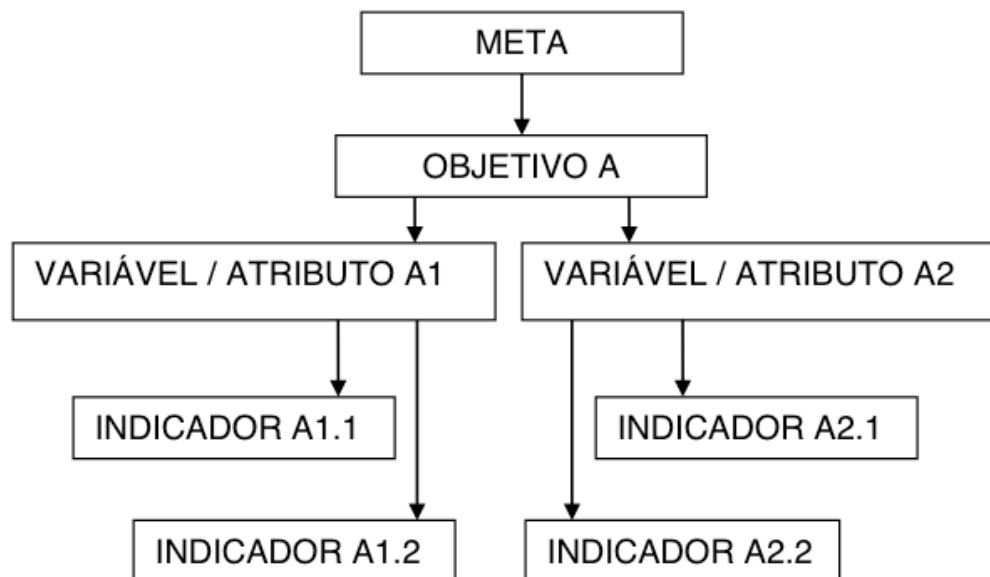 META
OBJETIVO A
VARIÁVEL / ATRIBUTO A1
VARIÁVEL / ATRIBUTO A2
INDICADOR A1.1
INDICADOR A2.1
INDICADOR A1.2
INDICADOR A2.2